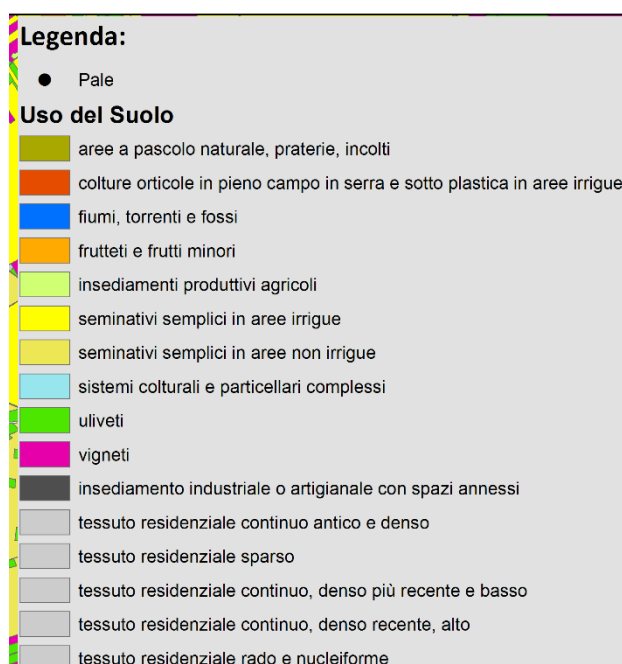 Legenda:
Pale
Uso del Suolo
aree a pascolo naturale, praterie, incolti
colture orticole in pieno campo in serra e sotto plastica in aree irrigue
fiumi, torrenti e fossi
frutteti e frutti minori
insediamenti produttivi agricoli
seminativi semplici in aree irrigue
seminativi semplici in aree non irrigue
sistemi colturali e particellari complessi
uliveti
vigneti
insediamento industriale o artigianale con spazi annessi
tessuto residenziale continuo antico e denso
tessuto residenziale sparso
tessuto residenziale continuo, denso più recente e basso
tessuto residenziale continuo, denso recente, alto
tessuto residenziale rado e nucleiforme